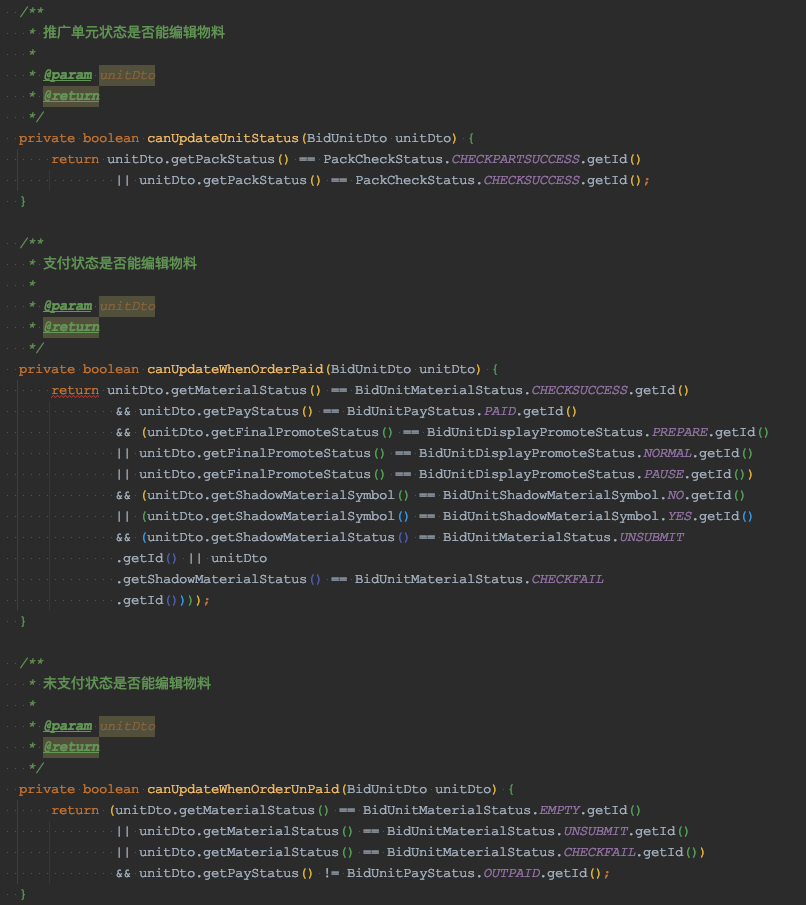 /**
 * 推广单元状态是否能编辑物料
 *
 * @param unitDto
 * @return
 */
private boolean canUpdateUnitStatus(BidUnitDto unitDto) {
    return unitDto.getPackStatus() == PackCheckStatus.CHECKPARTSUCCESS.getId()
            || unitDto.getPackStatus() == PackCheckStatus.CHECKSUCCESS.getId();
}

/**
 * 支付状态是否能编辑物料
 *
 * @param unitDto
 * @return
 */
private boolean canUpdateWhenOrderPaid(BidUnitDto unitDto) {
    return unitDto.getMaterialStatus() == BidUnitMaterialStatus.CHECKSUCCESS.getId()
            && unitDto.getPayStatus() == BidUnitPayStatus.PAID.getId()
            && (unitDto.getFinalPromoteStatus() == BidUnitDisplayPromoteStatus.PREPARE.getId()
            || unitDto.getFinalPromoteStatus() == BidUnitDisplayPromoteStatus.NORMAL.getId()
            || unitDto.getFinalPromoteStatus() == BidUnitDisplayPromoteStatus.PAUSE.getId())
            && (unitDto.getShadowMaterialSymbol() == BidUnitShadowMaterialSymbol.NO.getId()
            || (unitDto.getShadowMaterialSymbol() == BidUnitShadowMaterialSymbol.YES.getId()
            && (unitDto.getShadowMaterialStatus() == BidUnitMaterialStatus.UNSUBMIT
            .getId() || unitDto
            .getShadowMaterialStatus() == BidUnitMaterialStatus.CHECKFAIL
            .getId())));
}

/**
 * 未支付状态是否能编辑物料
 *
 * @param unitDto
 * @return
 */
private boolean canUpdateWhenOrderUnPaid(BidUnitDto unitDto) {
    return (unitDto.getMaterialStatus() == BidUnitMaterialStatus.EMPTY.getId()
            || unitDto.getMaterialStatus() == BidUnitMaterialStatus.UNSUBMIT.getId()
            || unitDto.getMaterialStatus() == BidUnitMaterialStatus.CHECKFAIL.getId())
            && unitDto.getPayStatus() != BidUnitPayStatus.OUTPAID.getId();
}